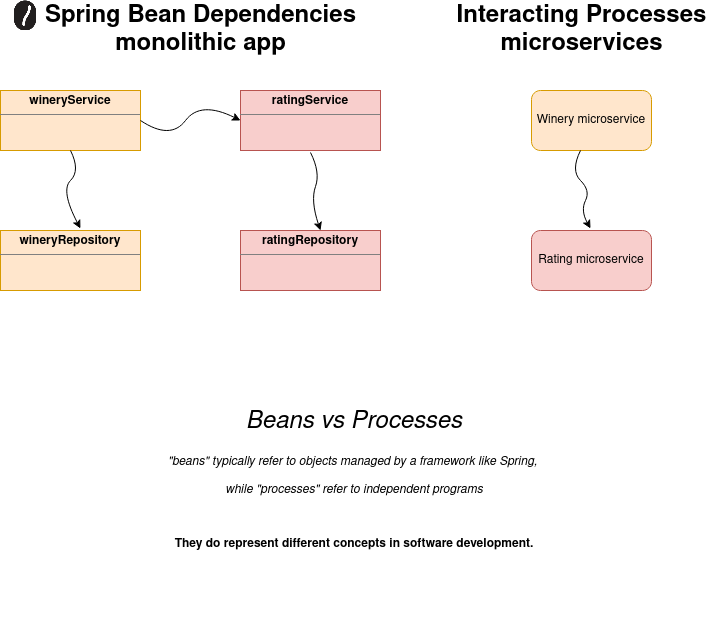 Spring Bean Dependencies
monolithic app
Interacting Processes
microservices
wineryService
ratingService
Winery microservice
wineryRepository
ratingRepository
Rating microservice
Beans vs Processes
"beans" typically refer to objects managed by a framework like Spring,
while "processes" refer to independent programs
They do represent different concepts in software development.